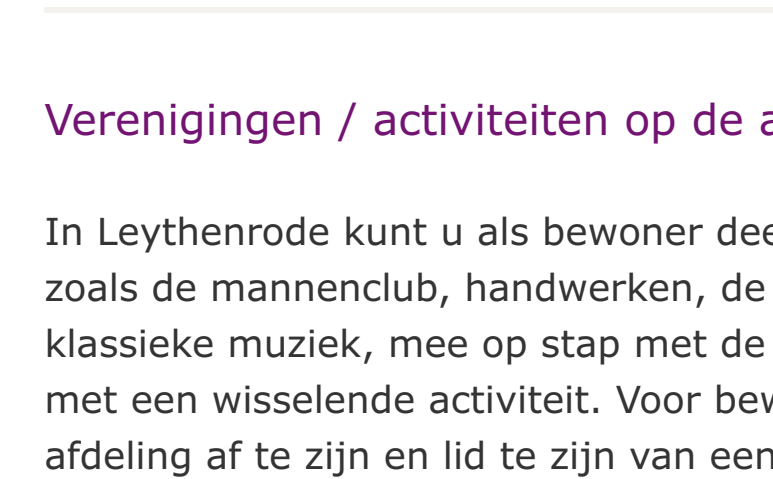 Verenigingen / activiteiten op de
In Leythenrode kunt u als bewoner
zoals de mannenclub, handwerken, de
klassieke muziek, mee op stap met de
met een wisselende activiteit. Voor
afdeling af te zijn en lid te zijn van een